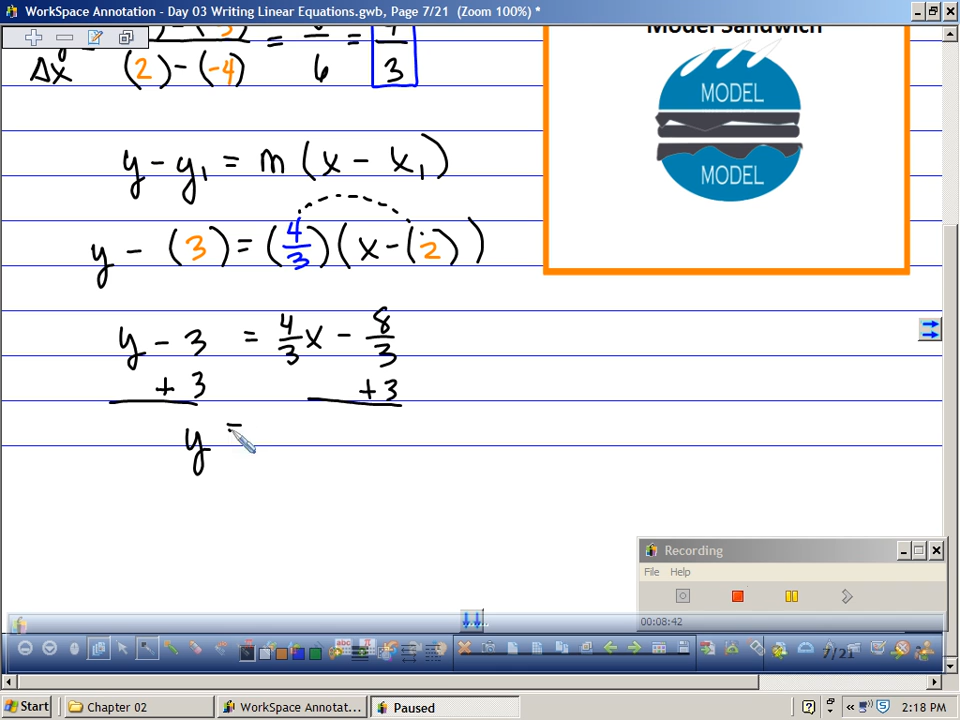 WorkSpace Annotation - Day 03 Writing Linear Equations.gwb, Page 7/21 (Zoom 100%) *
Model Sandwich
MODEL
MODEL
Δx (2) - (-4) = 6 = 3
y - y₁ = m (x - x₁)
y - (3) = (4/3)(x - (2))
y - 3 = 4/3 x - 8/3
+ 3 + 3
y =
Recording
File Help
00:08:42
7/21
Start Chapter 02 WorkSpace Annotat... Paused 2:18 PM